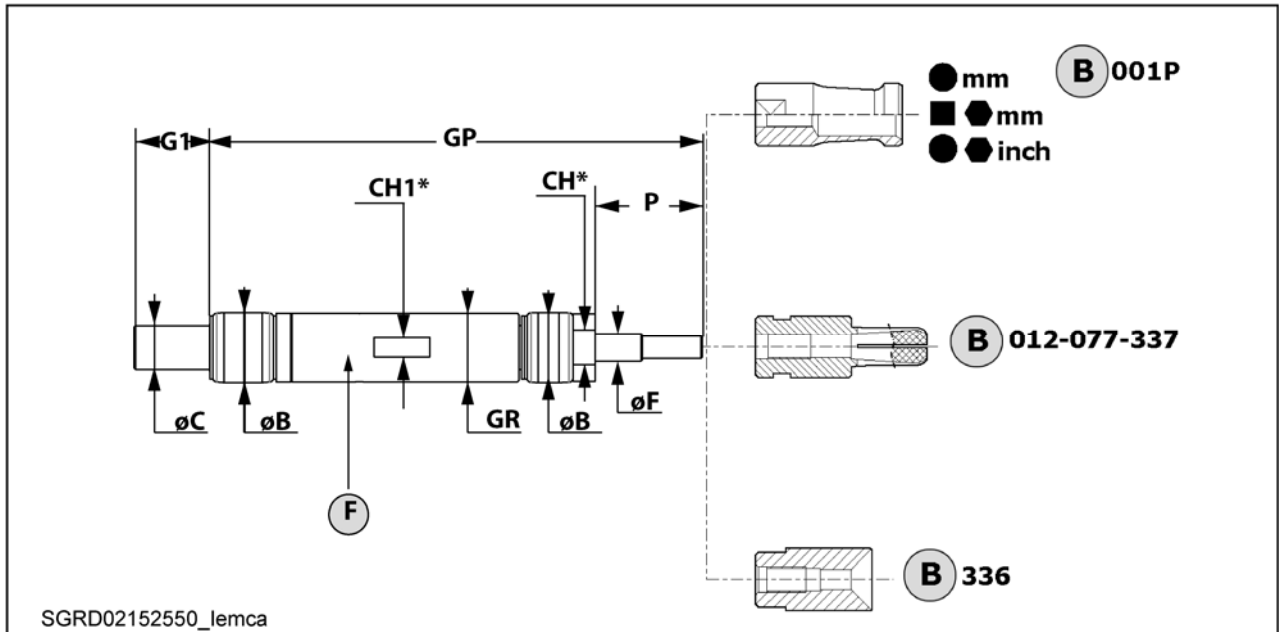 B 001P
mm
mm
inch
G1
GP
CH1*
CH*
P
B 012-077-337
øC
øB
GR
øB
øF
F
B 336
SGRD02152550_lemca